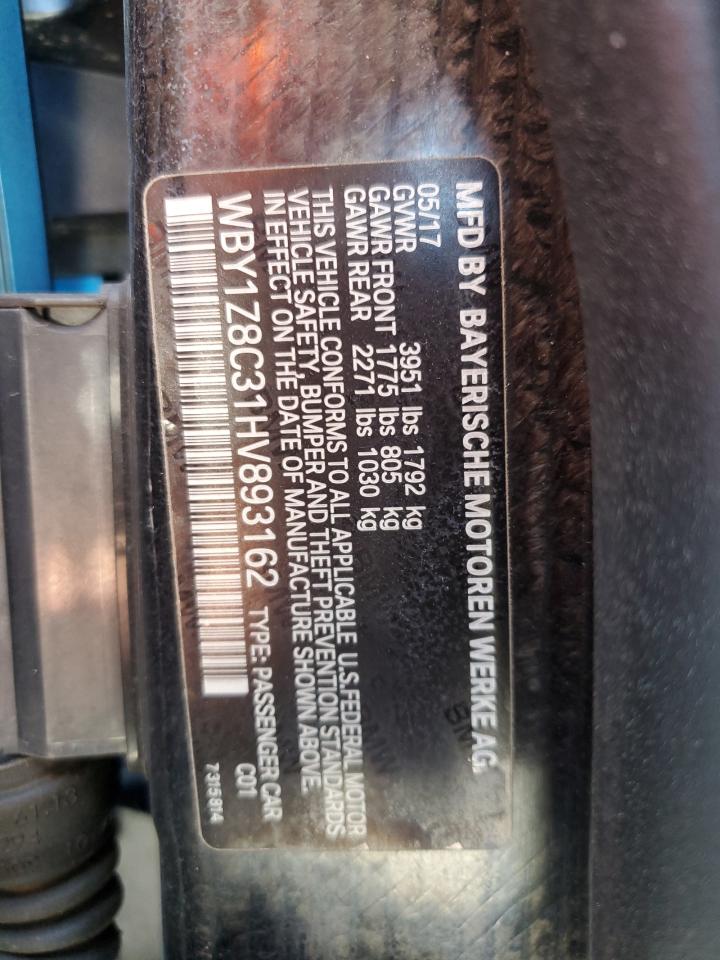 MFD BY BAYERISCHE MOTOREN WERKE AG.
05/17
GVWR 3951 lbs 1792 kg
GAWR FRONT 1775 lbs 805 kg
GAWR REAR 2271 lbs 1030 kg
THIS VEHICLE CONFORMS TO ALL APPLICABLE U.S.FEDERAL MOTOR
VEHICLE SAFETY, BUMPER AND THEFT PREVENTION STANDARDS
IN EFFECT ON THE DATE OF MANUFACTURE SHOWN ABOVE.
WBY1Z8C31HV893162 TYPE: PASSENGER CAR
C01
7315814